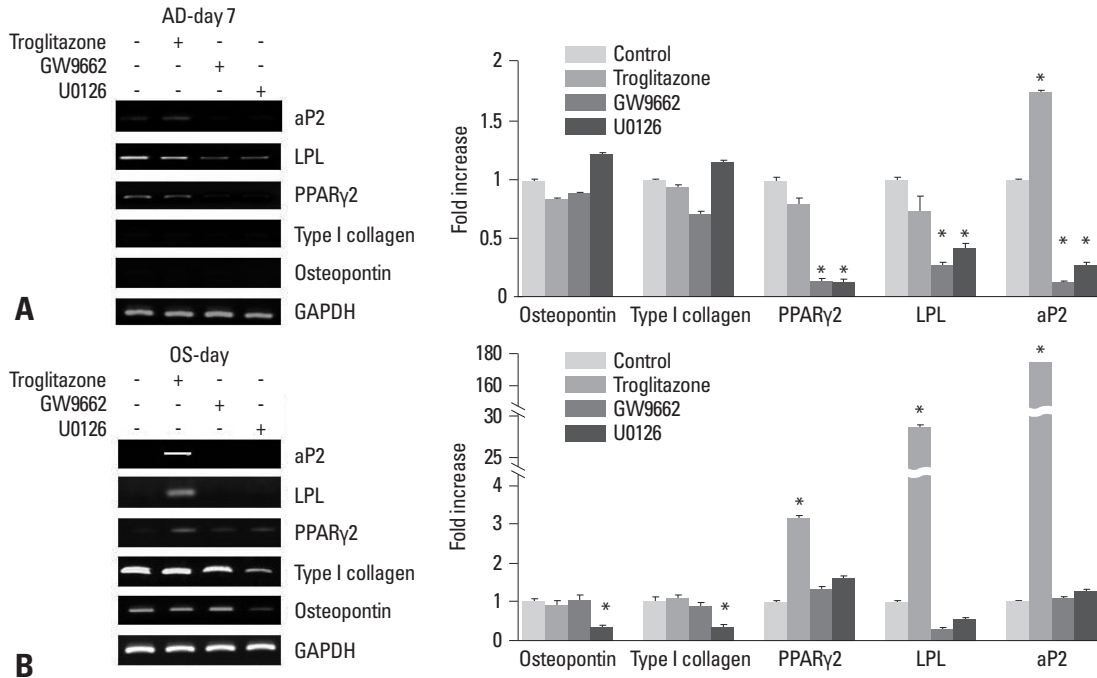 AD-day 7
Troglitazone - + - -
GW9662 - - + -
U0126 - - - +
aP2
LPL
PPARγ2
Type I collagen
Osteopontin
GAPDH
A
Control
Troglitazone
GW9662
U0126
Fold increase
2
1.5
1
0.5
0
* * * * * * *
Osteopontin Type I collagen PPARγ2 LPL aP2
OS-day
Troglitazone - + - -
GW9662 - - + -
U0126 - - - +
aP2
LPL
PPARγ2
Type I collagen
Osteopontin
GAPDH
B
Control
Troglitazone
GW9662
U0126
Fold increase
180
160
30
25
4
3
2
1
0
* * * * *
Osteopontin Type I collagen PPARγ2 LPL aP2